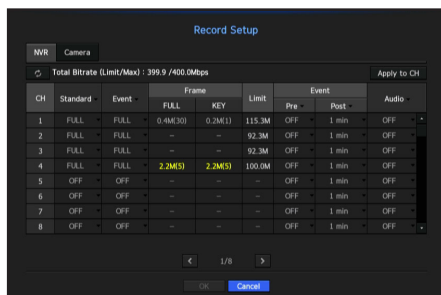 Record Setup
NVR Camera
Total Bitrate (Limit/Max) : 399.9 /400.0Mbps Apply to CH
CH Standard Event Frame Limit Event Audio
FULL KEY Pre Post
1 FULL FULL 0.4M(30) 0.2M(1) 115.3M OFF 1 min OFF
2 FULL FULL – – 92.3M OFF 1 min OFF
3 FULL FULL – – 92.3M OFF 1 min OFF
4 FULL FULL 2.2M(5) 2.2M(5) 100.0M OFF 1 min OFF
5 OFF OFF – – – OFF 1 min OFF
6 OFF OFF – – – OFF 1 min OFF
7 OFF OFF – – – OFF 1 min OFF
8 OFF OFF – – – OFF 1 min OFF
< 1/8 >
OK Cancel